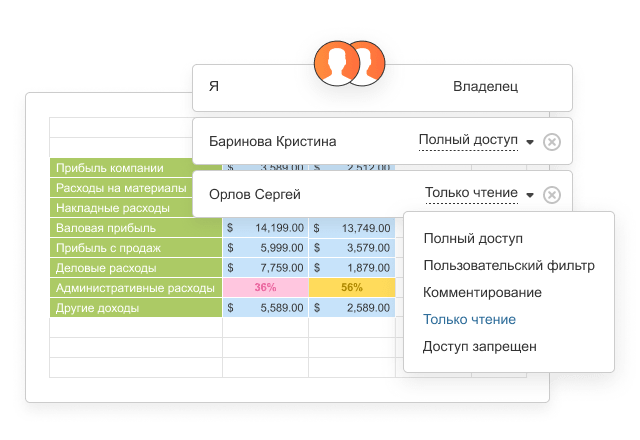 Я Владелец
Баринова Кристина Полный доступ
Прибыль компании $ 3,589.00 $ 2,512.00
Расходы на материалы
Орлов Сергей Только чтение
Накладные расходы
Валовая прибыль $ 14,199.00 $ 13,749.00
Прибыль с продаж $ 5,999.00 $ 3,579.00
Деловые расходы $ 7,759.00 $ 1,879.00
Административные расходы 36% 56%
Другие доходы $ 5,589.00 $ 2,589.00
Полный доступ
Пользовательский фильтр
Комментирование
Только чтение
Доступ запрещен